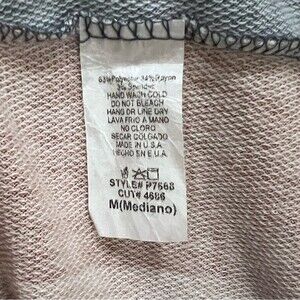 63% Polyester 34% Rayon
3% Spandex
HAND WASH COLD
DO NOT BLEACH
HANG OR LINE DRY
LAVA FRIO A MANO
NO CLORO
SECAR COLGADO
MADE IN U.S.A
HECHO EN E.U.A.
STYLE# P7668
CUT# 4686
M(Mediano)